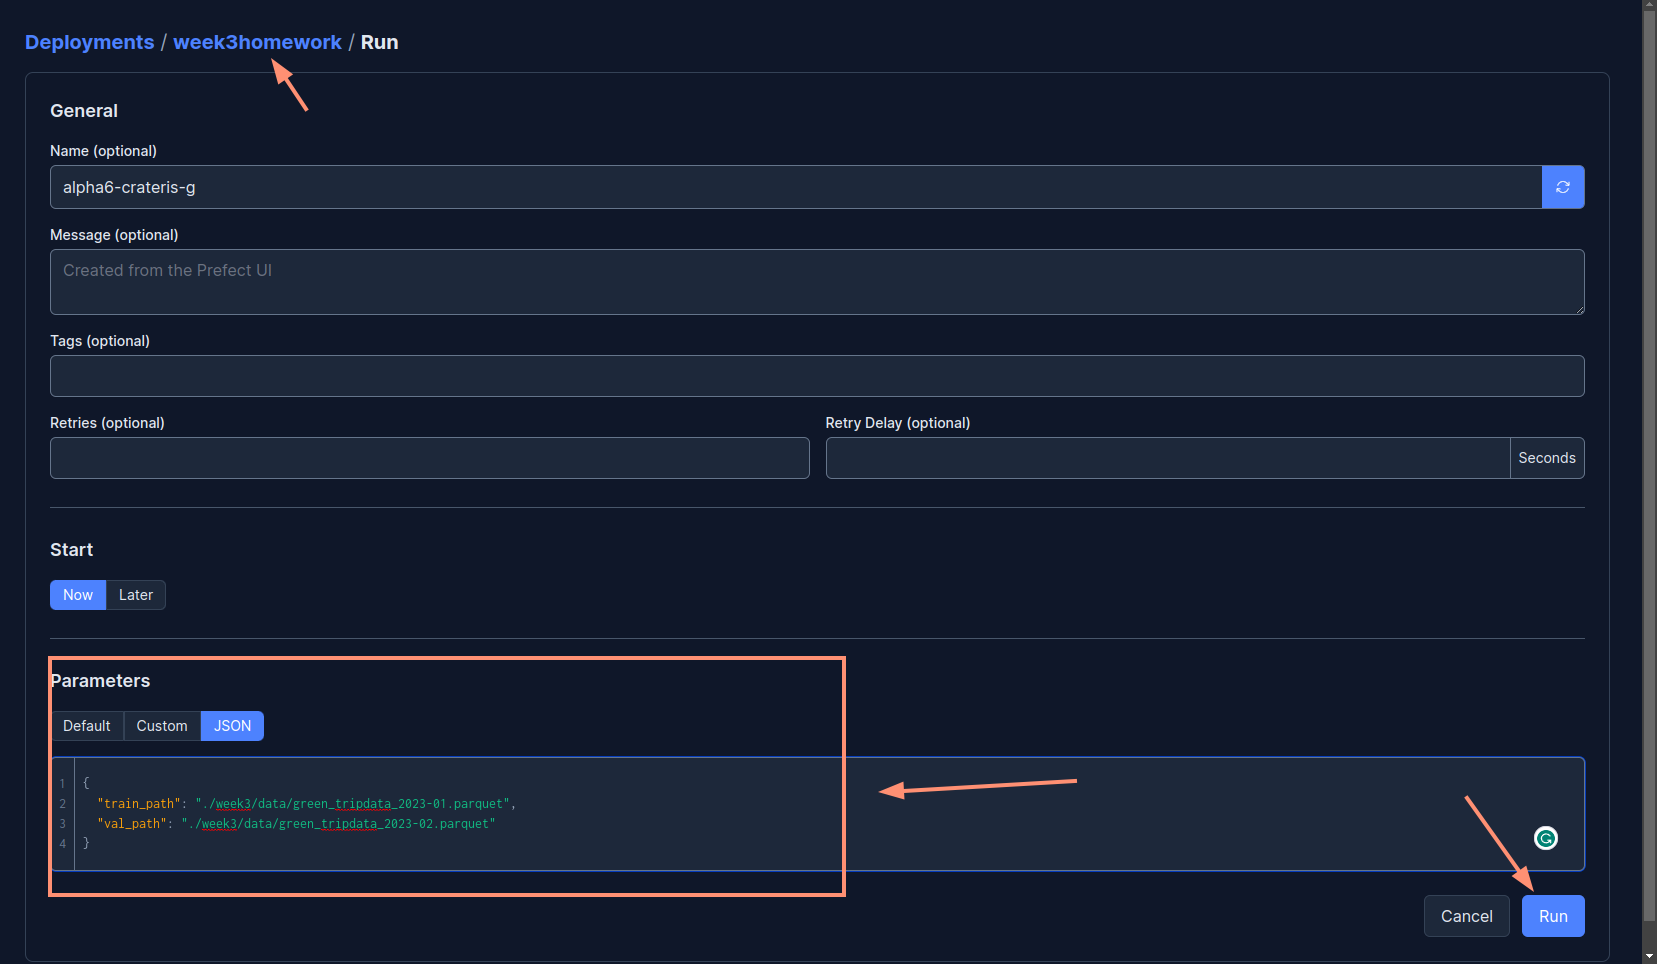 Deployments / week3homework / Run
General
Name (optional)
alpha6-crateris-g
Message (optional)
Created from the Prefect UI
Tags (optional)
Retries (optional) Retry Delay (optional)
Seconds
Start
Now Later
Parameters
Default Custom JSON
1 {
2 "train_path": "./week3/data/green_tripdata_2023-01.parquet",
3 "val_path": "./week3/data/green_tripdata_2023-02.parquet"
4 }
Cancel Run